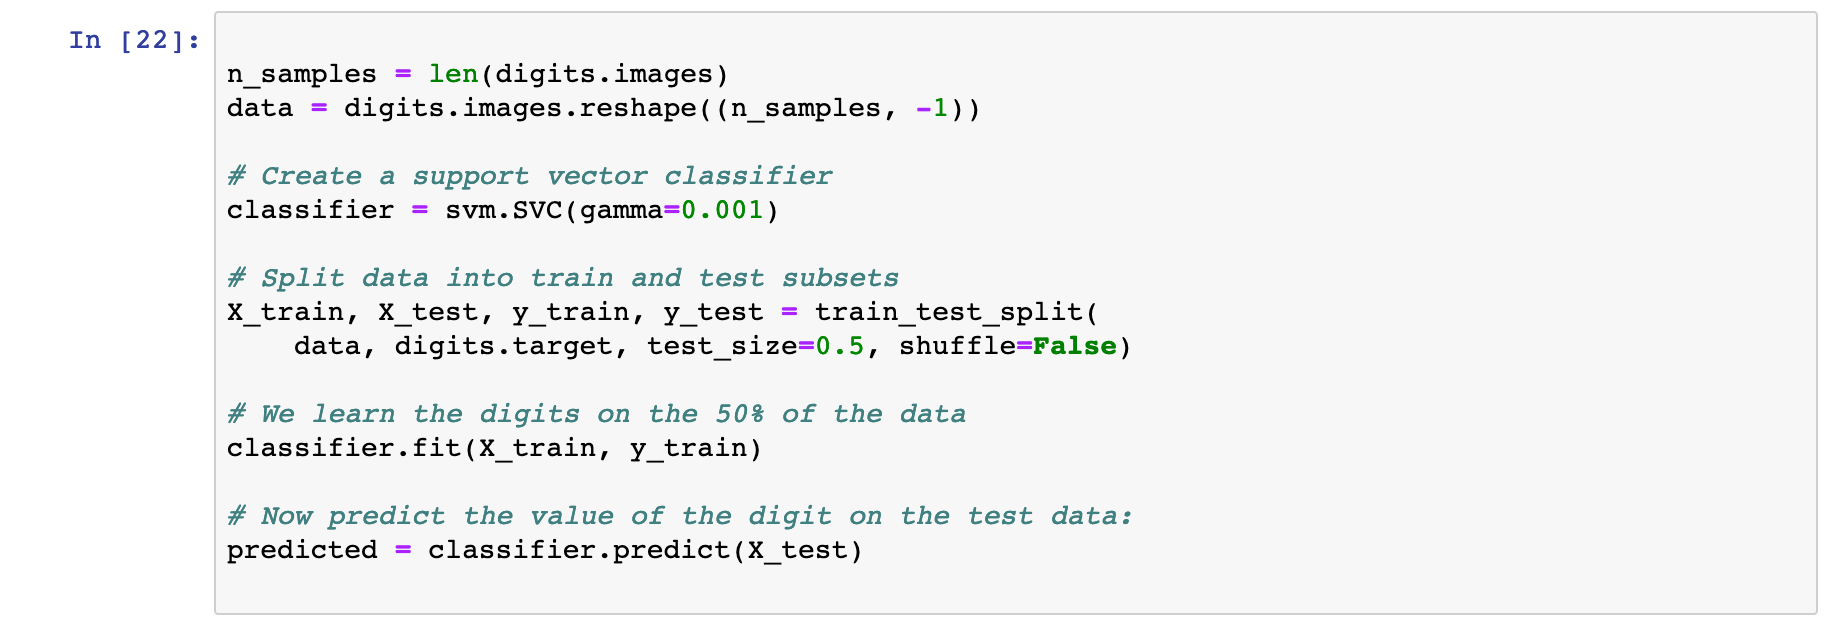 In [22]:
n_samples = len(digits.images)
data = digits.images.reshape((n_samples, -1))
# Create a support vector classifier
classifier = svm.SVC(gamma=0.001)
# Split data into train and test subsets
X_train, X_test, y_train, y_test = train_test_split(
    data, digits.target, test_size=0.5, shuffle=False)
# We learn the digits on the 50% of the data
classifier.fit(X_train, y_train)
# Now predict the value of the digit on the test data:
predicted = classifier.predict(X_test)